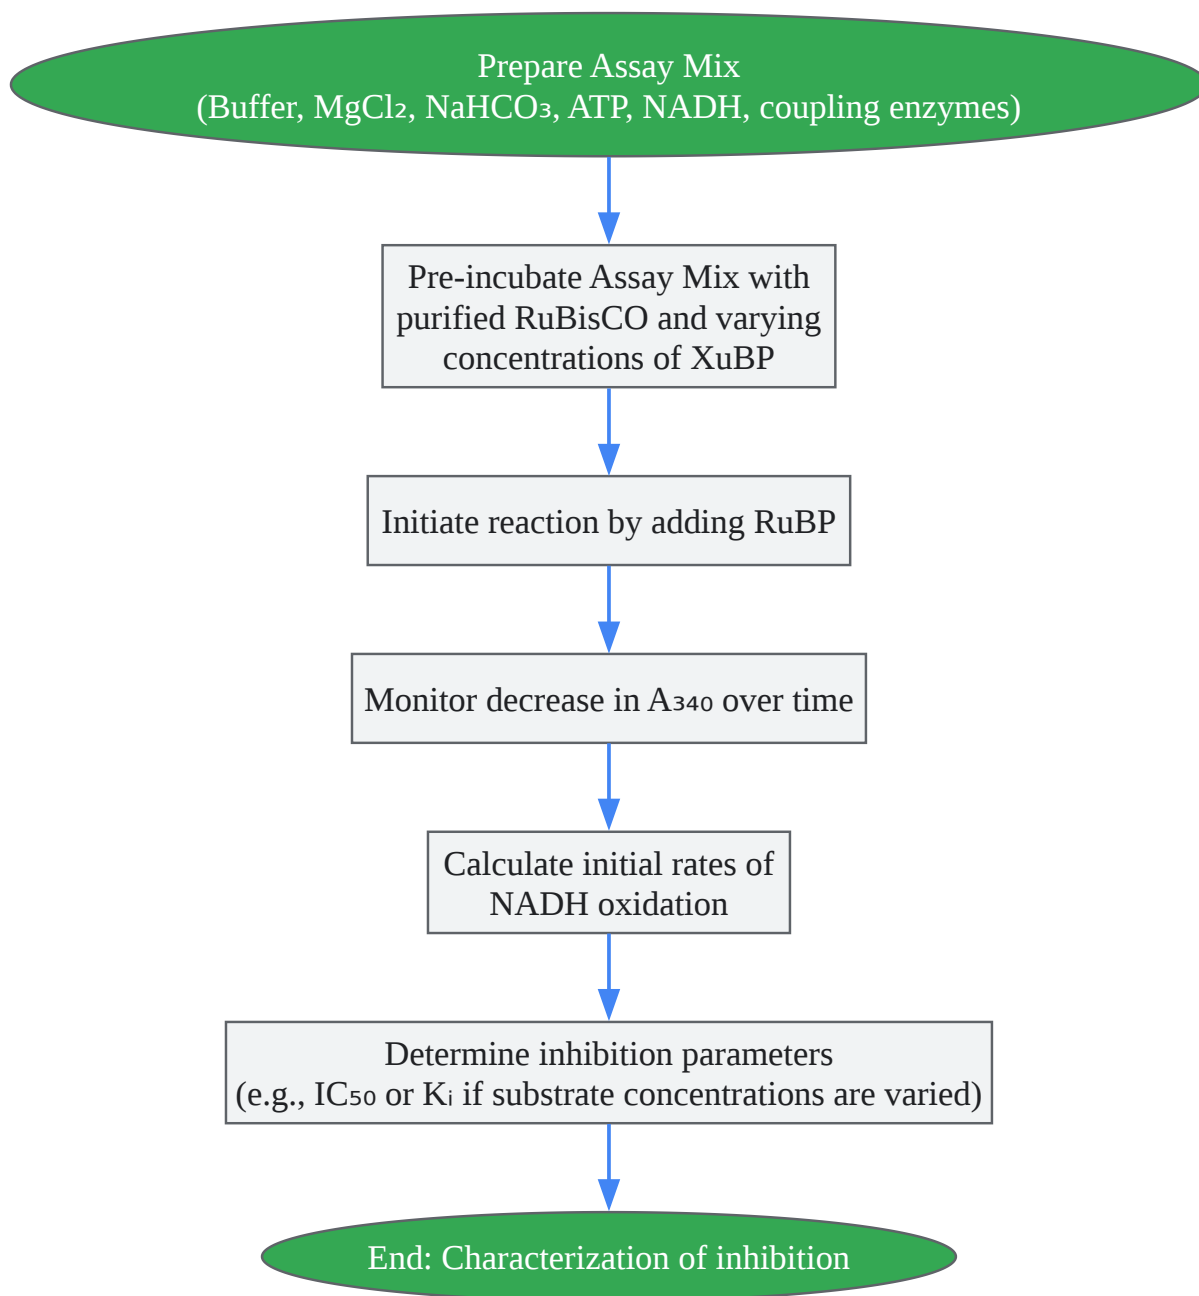 Prepare Assay Mix
(Buffer, MgCl₂, NaHCO₃, ATP, NADH, coupling enzymes)
Pre-incubate Assay Mix with
purified RuBisCO and varying
concentrations of XuBP
Initiate reaction by adding RuBP
Monitor decrease in A₃₄₀ over time
Calculate initial rates of
NADH oxidation
Determine inhibition parameters
(e.g., IC₅₀ or Kᵢ if substrate concentrations are varied)
End: Characterization of inhibition